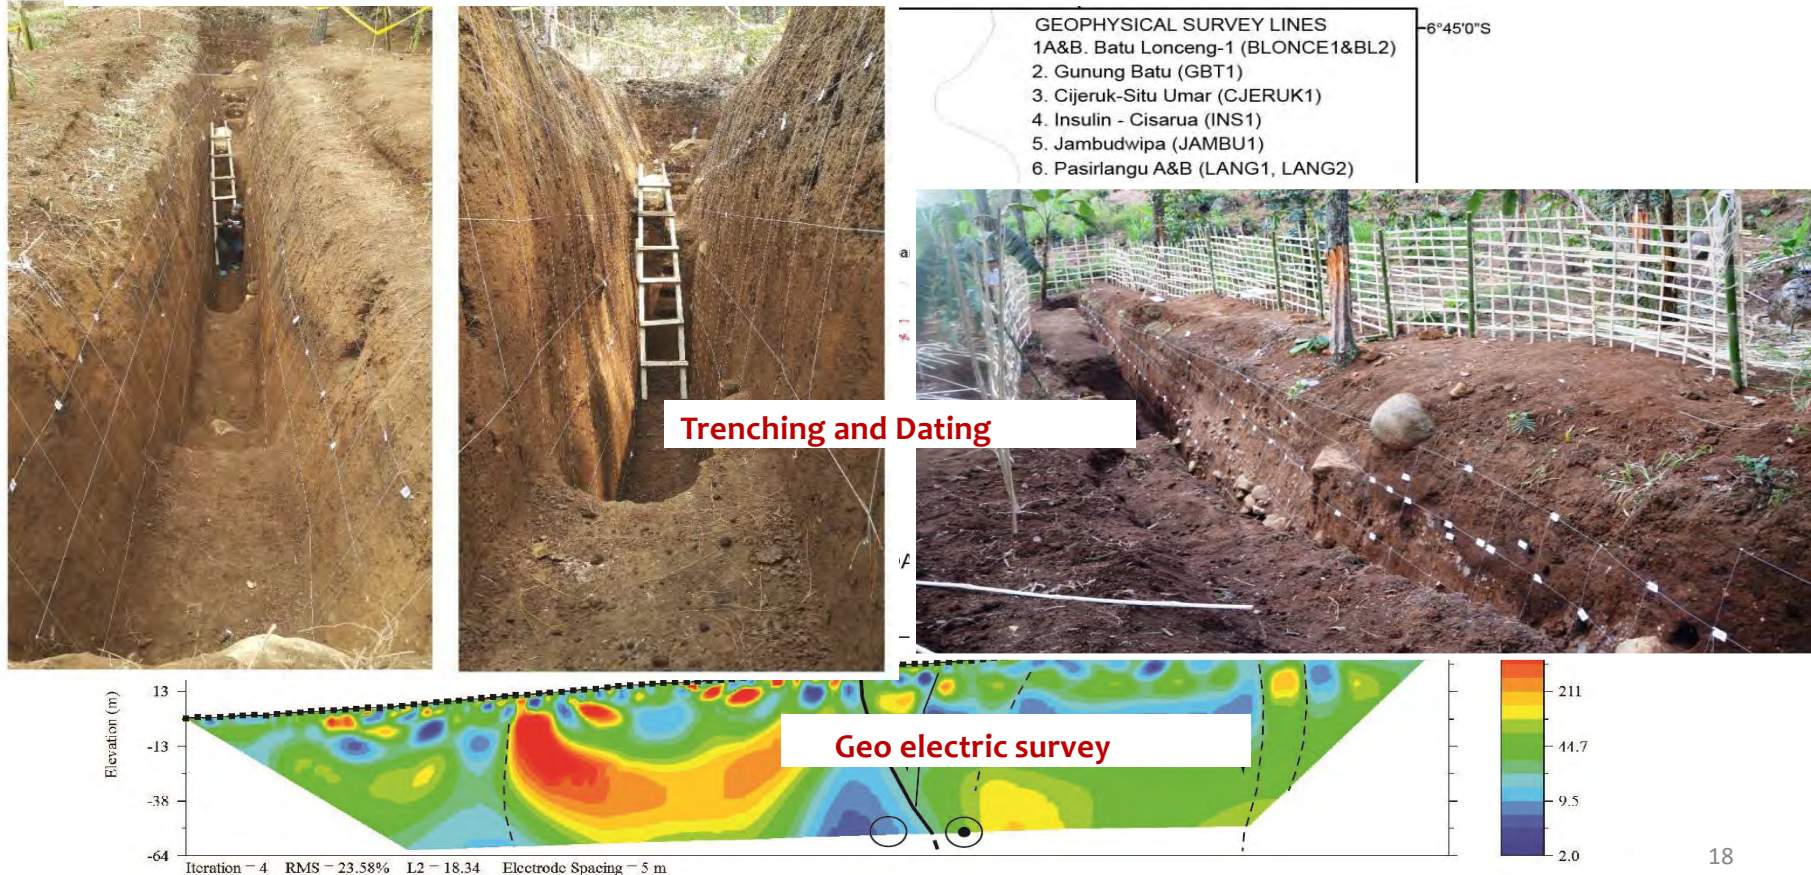 GEOPHYSICAL SURVEY LINES
1A&B. Batu Lonceng-1 (BLONCE1&BL2)
2. Gunung Batu (GBT1)
3. Cijeruk-Situ Umar (CJERUK1)
4. Insulin - Cisarua (INS1)
5. Jambudwipa (JAMBU1)
6. Pasirlangu A&B (LANG1, LANG2)
6°45'0"S
Trenching and Dating
Geo electric survey
Elevation (m)
13
-13
-38
-64
211
44.7
9.5
2.0
Iteration = 4 RMS = 23.58% L2 = 18.34 Electrode Spacing = 5 m
18